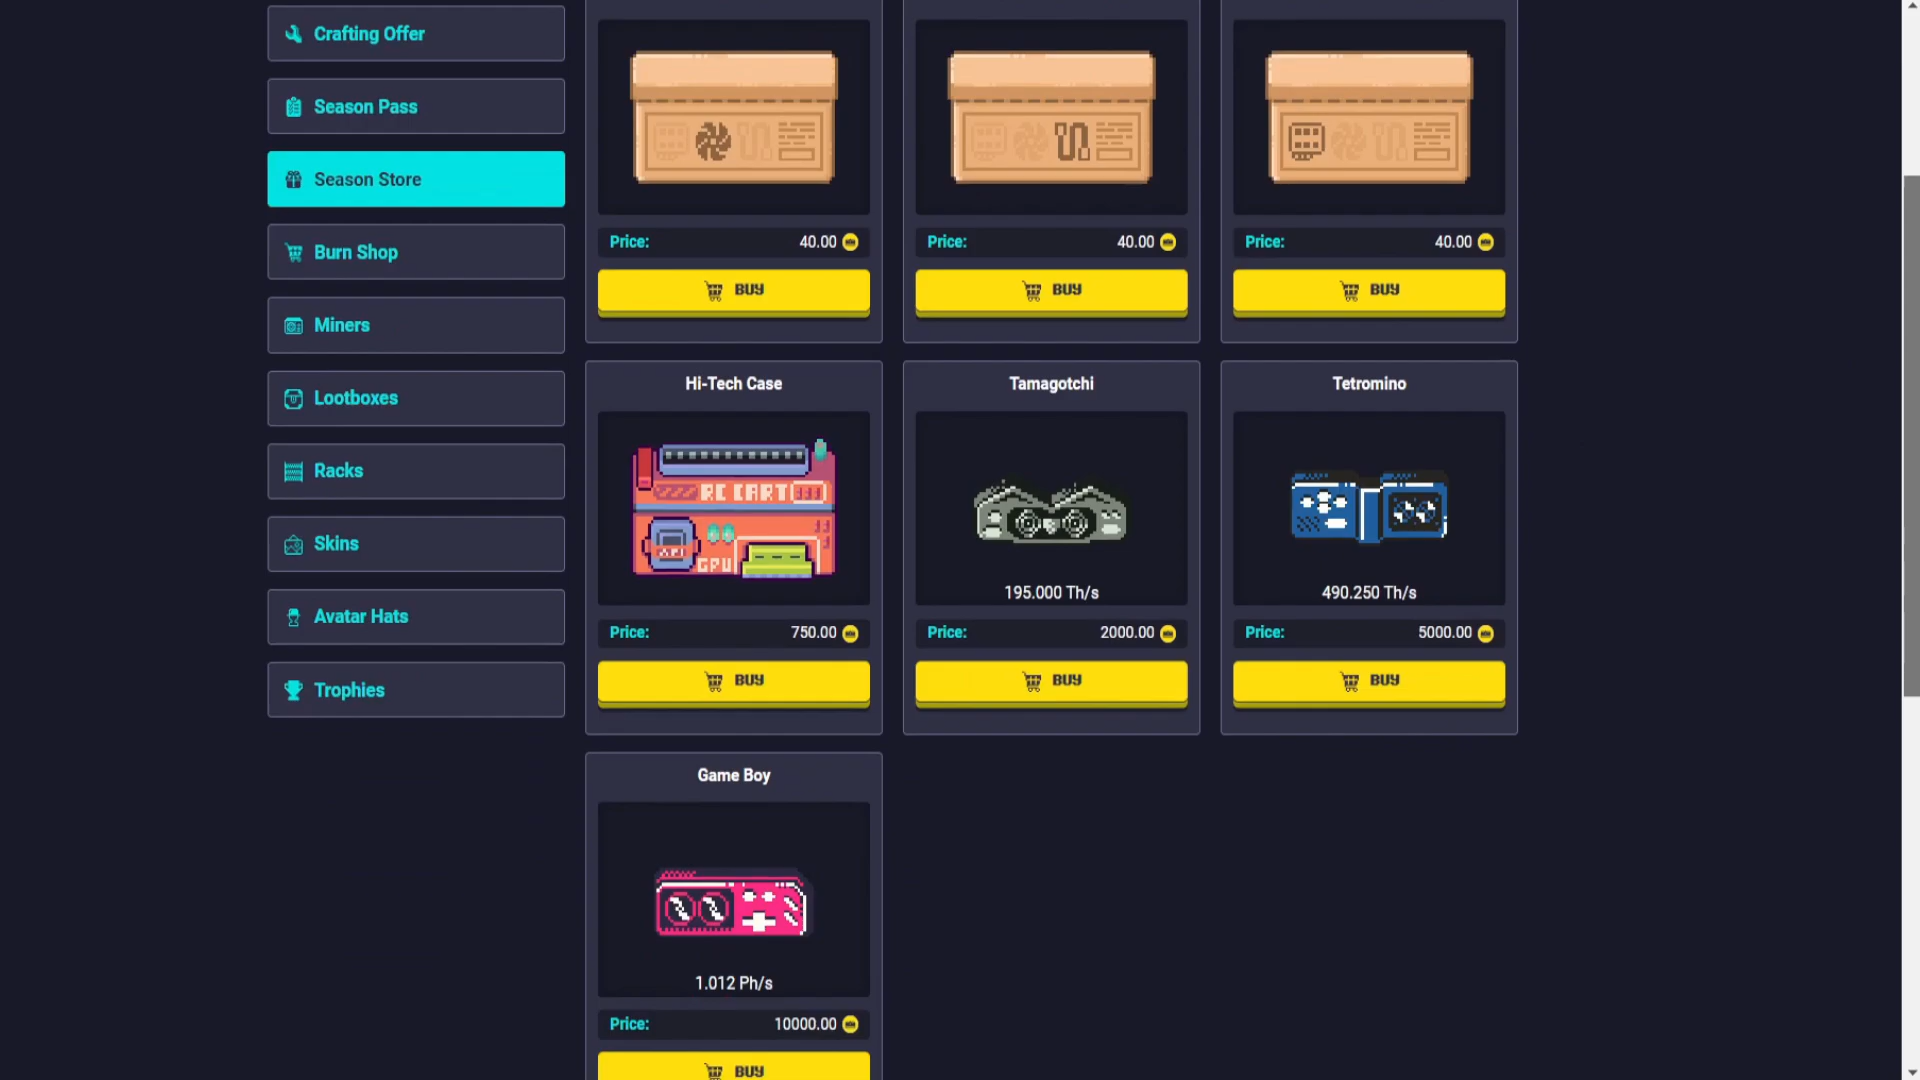 Crafting Offer
Season Pass
Season Store
Burn Shop
Miners
Lootboxes
Racks
Skins
Avatar Hats
Trophies
Price: 40.00
BUY
Price: 40.00
BUY
Price: 40.00
BUY
Hi-Tech Case
RC CART
GPU
Price: 750.00
BUY
Tamagotchi
195.000 Th/s
Price: 2000.00
BUY
Tetromino
490.250 Th/s
Price: 5000.00
BUY
Game Boy
1.012 Ph/s
Price: 10000.00
BUY